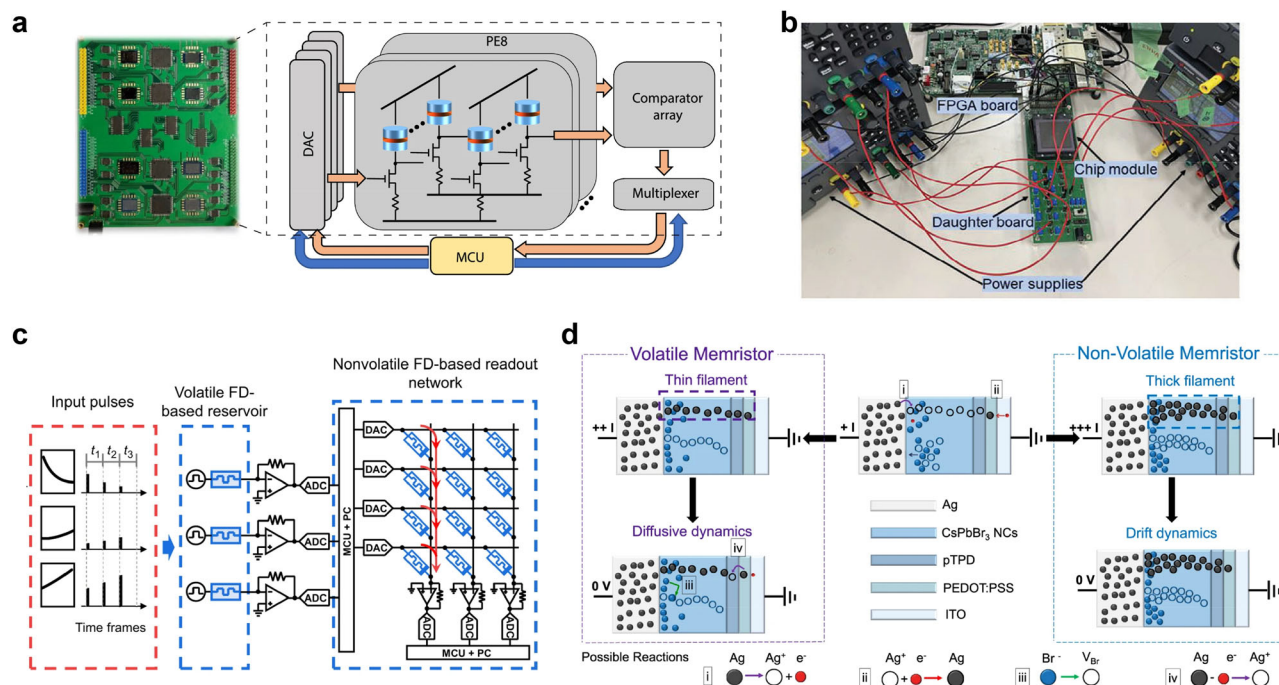 a
PE8
DAC
Comparator
array
Multiplexer
MCU
b
FPGA board
Chip module
Daughter board
Power supplies
c
Input pulses
t1 t2 t3
Time frames
Volatile FD-
based reservoir
ADC
ADC
ADC
Nonvolatile FD-based readout
network
MCU + PC
DAC
DAC
DAC
DAC
ADC
ADC
ADC
MCU + PC
d
Volatile Memristor
Thin filament
++ I
Diffusive dynamics
0 V
iii
iv
i
ii
+ I
Ag
CsPbBr3 NCs
pTPD
PEDOT:PSS
ITO
Non-Volatile Memristor
Thick filament
+++ I
Drift dynamics
0 V
Possible Reactions
Ag Ag+ e-
i +
Ag+ e- Ag
ii +
Br - VBr
iii
Ag e- Ag+
iv -